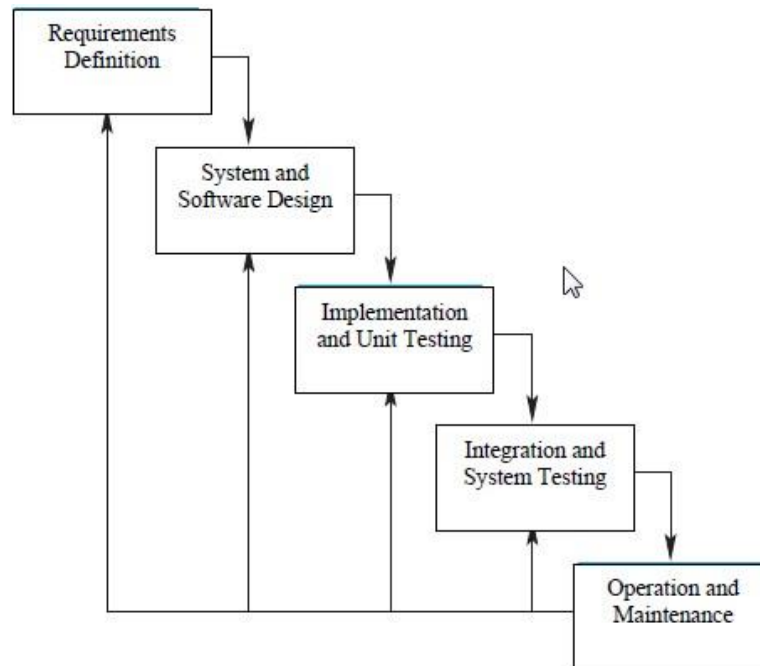 Requirements
Definition
System and
Software Design
Implementation
and Unit Testing
Integration and
System Testing
Operation and
Maintenance